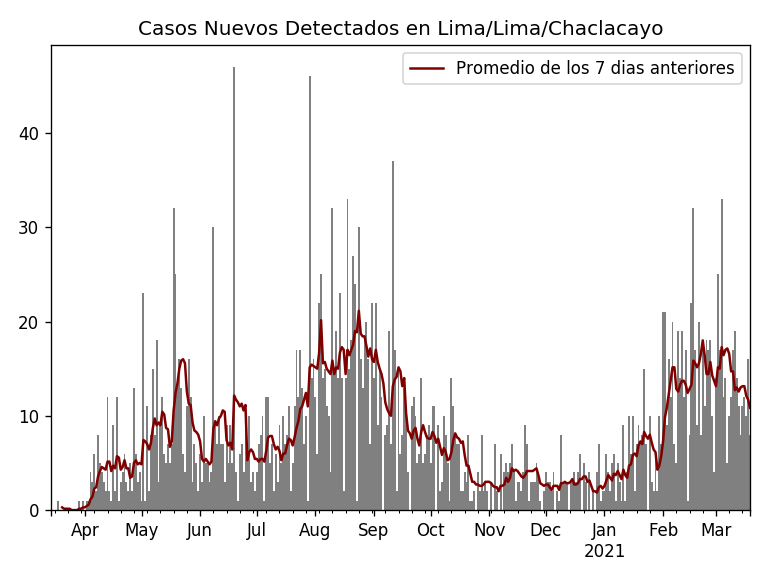 Casos Nuevos Detectados en Lima/Lima/Chaclacayo
Promedio de los 7 dias anteriores
40
30
20
10
0
Apr May Jun Jul Aug Sep Oct Nov Dec Jan Feb Mar
2021